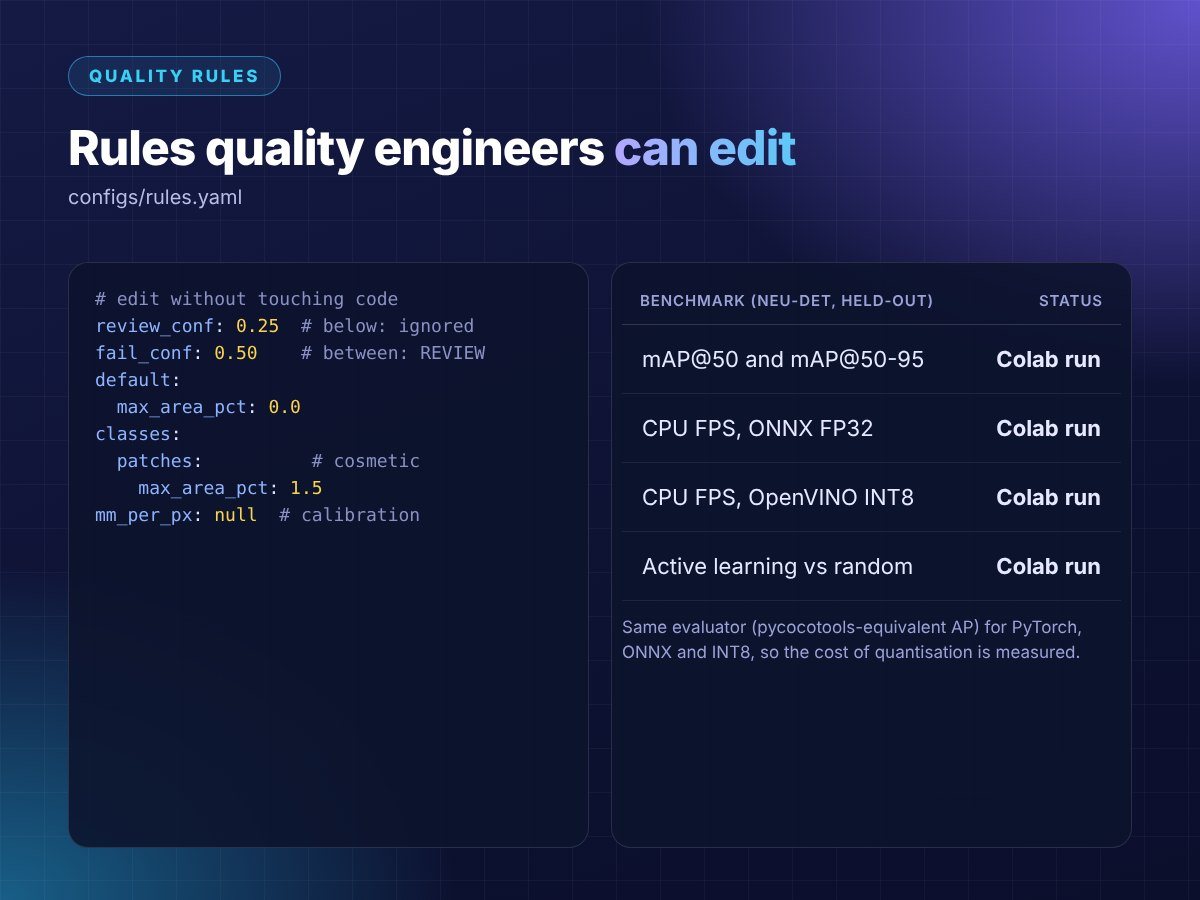 QUALITY RULES
Rules quality engineers can edit
configs/rules.yaml
# edit without touching code
review_conf: 0.25  # below: ignored
fail_conf: 0.50    # between: REVIEW
default:
  max_area_pct: 0.0
classes:
  patches:          # cosmetic
    max_area_pct: 1.5
mm_per_px: null  # calibration
BENCHMARK (NEU-DET, HELD-OUT) STATUS
mAP@50 and mAP@50-95 Colab run
CPU FPS, ONNX FP32 Colab run
CPU FPS, OpenVINO INT8 Colab run
Active learning vs random Colab run
Same evaluator (pycocotools-equivalent AP) for PyTorch,
ONNX and INT8, so the cost of quantisation is measured.